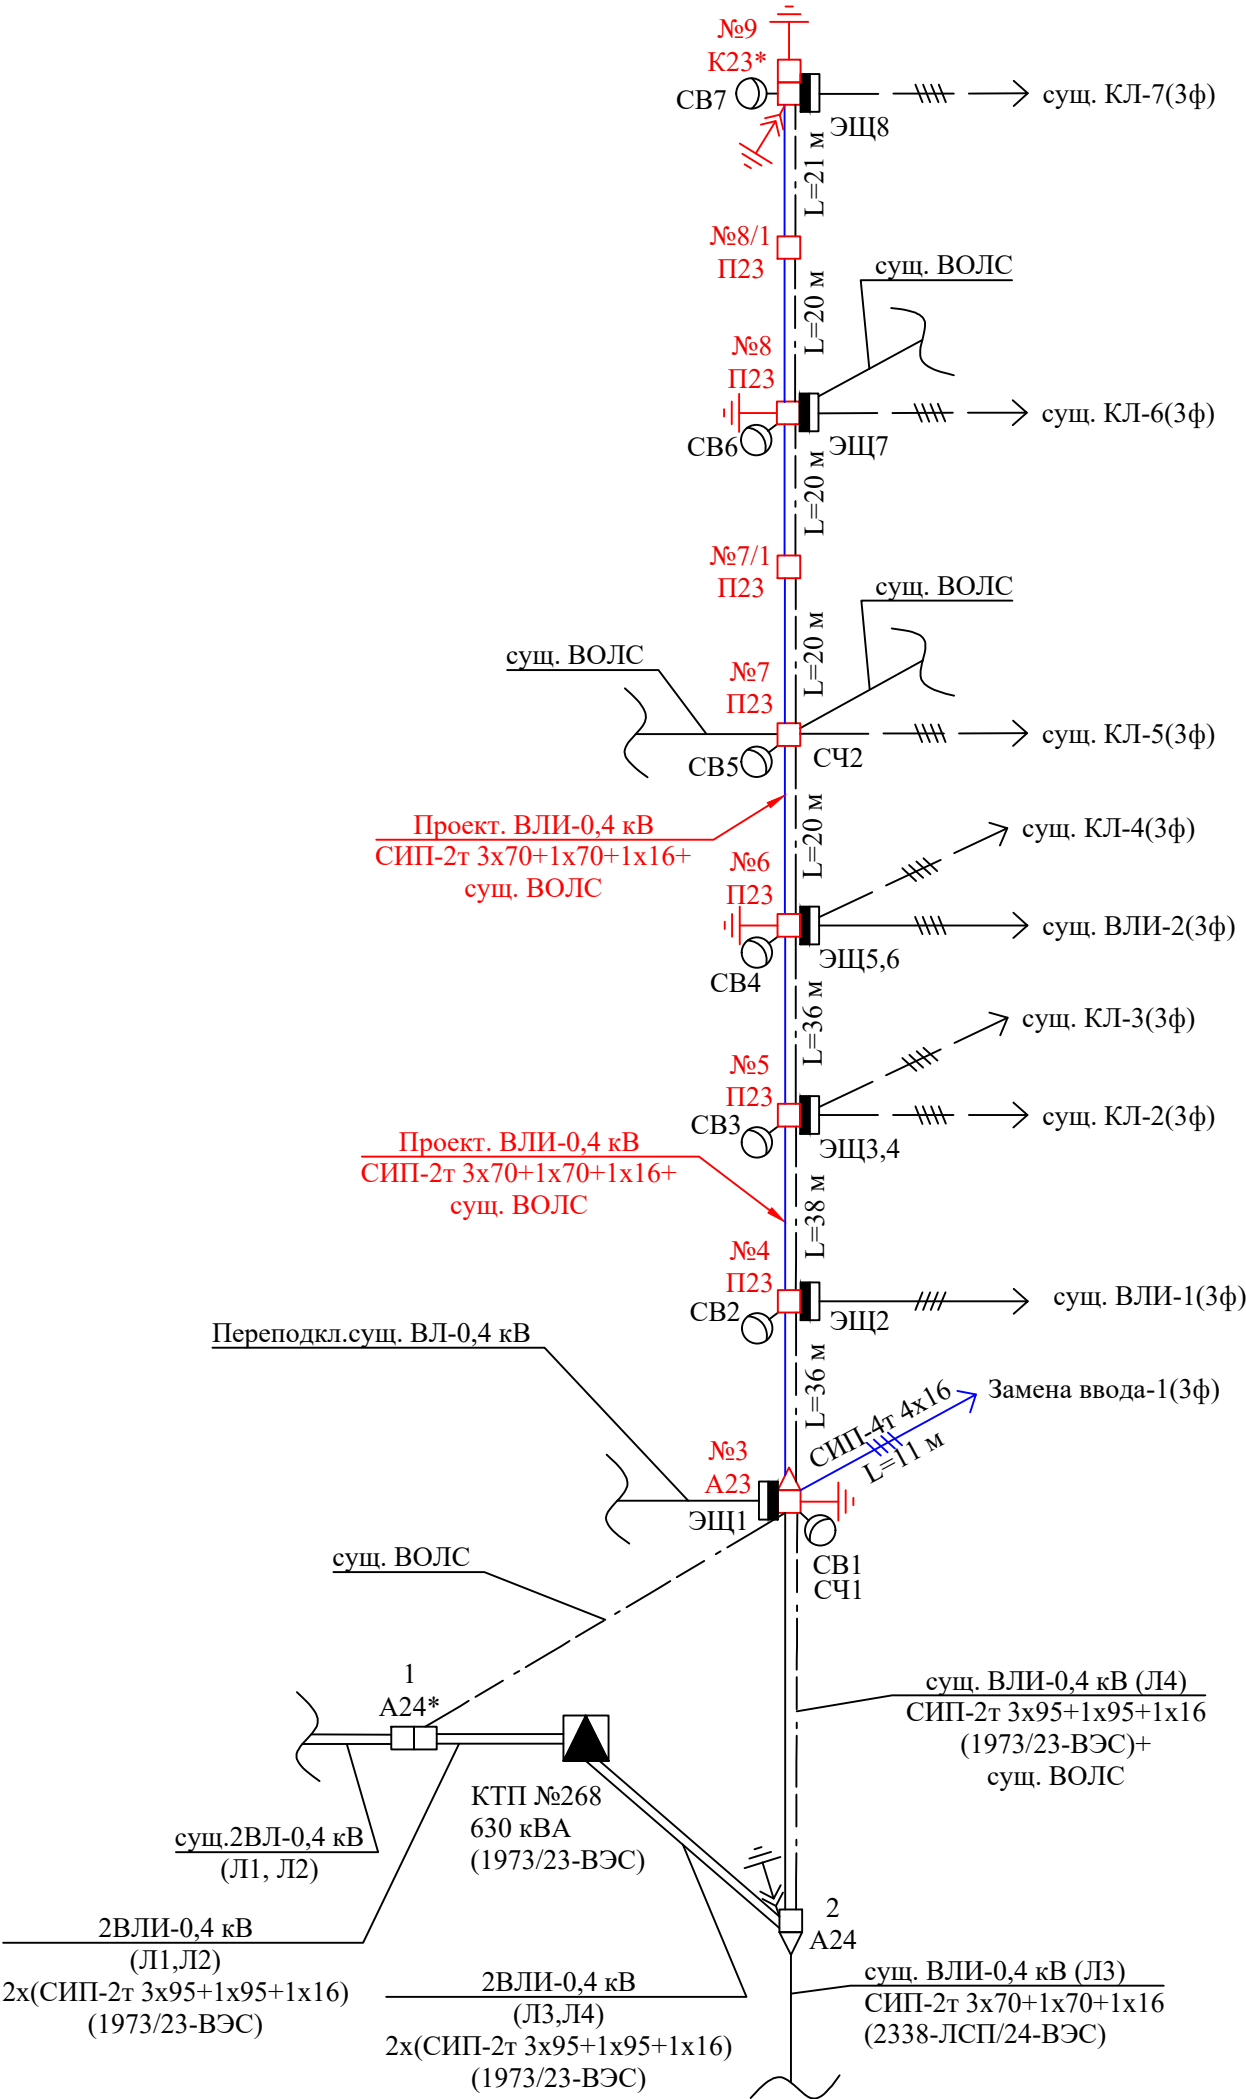 №9
К23*
СВ7
ЭЩ8
сущ. КЛ-7(3ф)
L=21 м
№8/1
П23
сущ. ВОЛС
L=20 м
№8
П23
СВ6
ЭЩ7
сущ. КЛ-6(3ф)
L=20 м
№7/1
П23
сущ. ВОЛС
L=20 м
сущ. ВОЛС
№7
П23
СВ5
СЧ2
сущ. КЛ-5(3ф)
Проект. ВЛИ-0,4 кВ
СИП-2т 3х70+1х70+1х16+
сущ. ВОЛС
L=20 м
сущ. КЛ-4(3ф)
№6
П23
СВ4
ЭЩ5,6
сущ. ВЛИ-2(3ф)
L=36 м
сущ. КЛ-3(3ф)
№5
П23
СВ3
ЭЩ3,4
сущ. КЛ-2(3ф)
Проект. ВЛИ-0,4 кВ
СИП-2т 3х70+1х70+1х16+
сущ. ВОЛС
L=38 м
№4
П23
СВ2
ЭЩ2
сущ. ВЛИ-1(3ф)
Переподкл.сущ. ВЛ-0,4 кВ
L=36 м
СИП-4т 4х16
L=11 м
Замена ввода-1(3ф)
№3
А23
ЭЩ1
СВ1
СЧ1
сущ. ВОЛС
1
А24*
сущ. ВЛИ-0,4 кВ (Л4)
СИП-2т 3х95+1х95+1х16
(1973/23-ВЭС)+
сущ. ВОЛС
КТП №268
630 кВА
(1973/23-ВЭС)
сущ.2ВЛ-0,4 кВ
(Л1, Л2)
2
А24
2ВЛИ-0,4 кВ
(Л1,Л2)
2х(СИП-2т 3х95+1х95+1х16)
(1973/23-ВЭС)
2ВЛИ-0,4 кВ
(Л3,Л4)
2х(СИП-2т 3х95+1х95+1х16)
(1973/23-ВЭС)
сущ. ВЛИ-0,4 кВ (Л3)
СИП-2т 3х70+1х70+1х16
(2338-ЛСП/24-ВЭС)